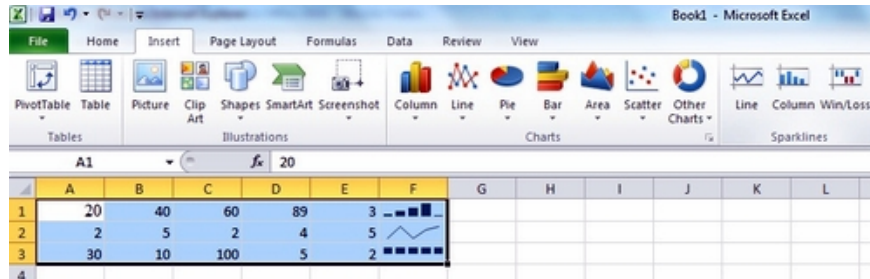 Book1 - Microsoft Excel
File Home Insert Page Layout Formulas Data Review View
PivotTable Table Picture Clip Art Shapes SmartArt Screenshot Column Line Pie Bar Area Scatter Other Charts Line Column Win/Loss
Tables Illustrations Charts Sparklines
A1 fx 20
A B C D E F G H I J K L
1 20 40 60 89 3
2 2 5 2 4 5
3 30 10 100 5 2
4